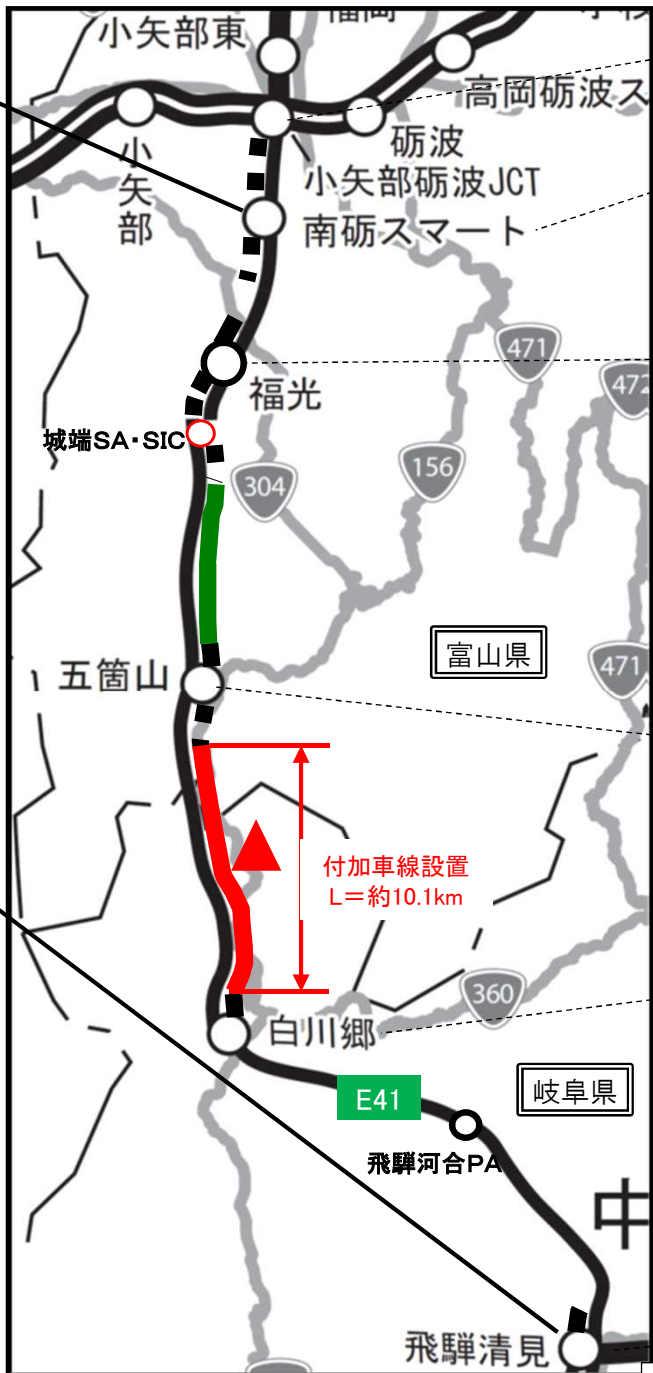 小矢部東
福岡
高岡砺波ス
小矢部
砺波
小矢部砺波JCT
南砺スマート
471
472
福光
城端SA・SIC
304
156
富山県
471
五箇山
付加車線設置
L=約10.1km
360
白川郷
E41
岐阜県
飛騨河合PA
中
飛騨清見